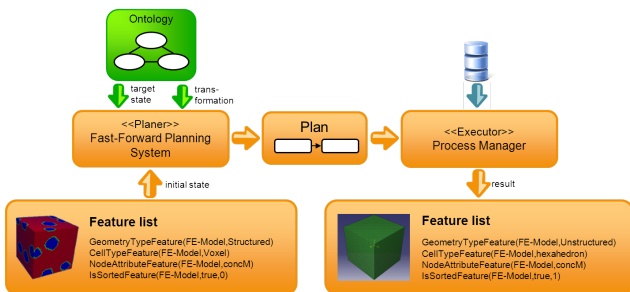 Ontology
target
state
trans-
formation
<<Planer>>
Fast-Forward Planning
System
Plan
<<Executor>>
Process Manager
initial state
result
Feature list
GeometryTypeFeature(FE-Model,Structured)
CellTypeFeature(FE-Model,Voxel)
NodeAttributeFeature(FE-Model,concM)
IsSortedFeature(FE-Model,true,0)
Feature list
GeometryTypeFeature(FE-Model,Unstructured)
CellTypeFeature(FE-Model,hexahedron)
NodeAttributeFeature(FE-Model,concM)
IsSortedFeature(FE-Model,true,1)